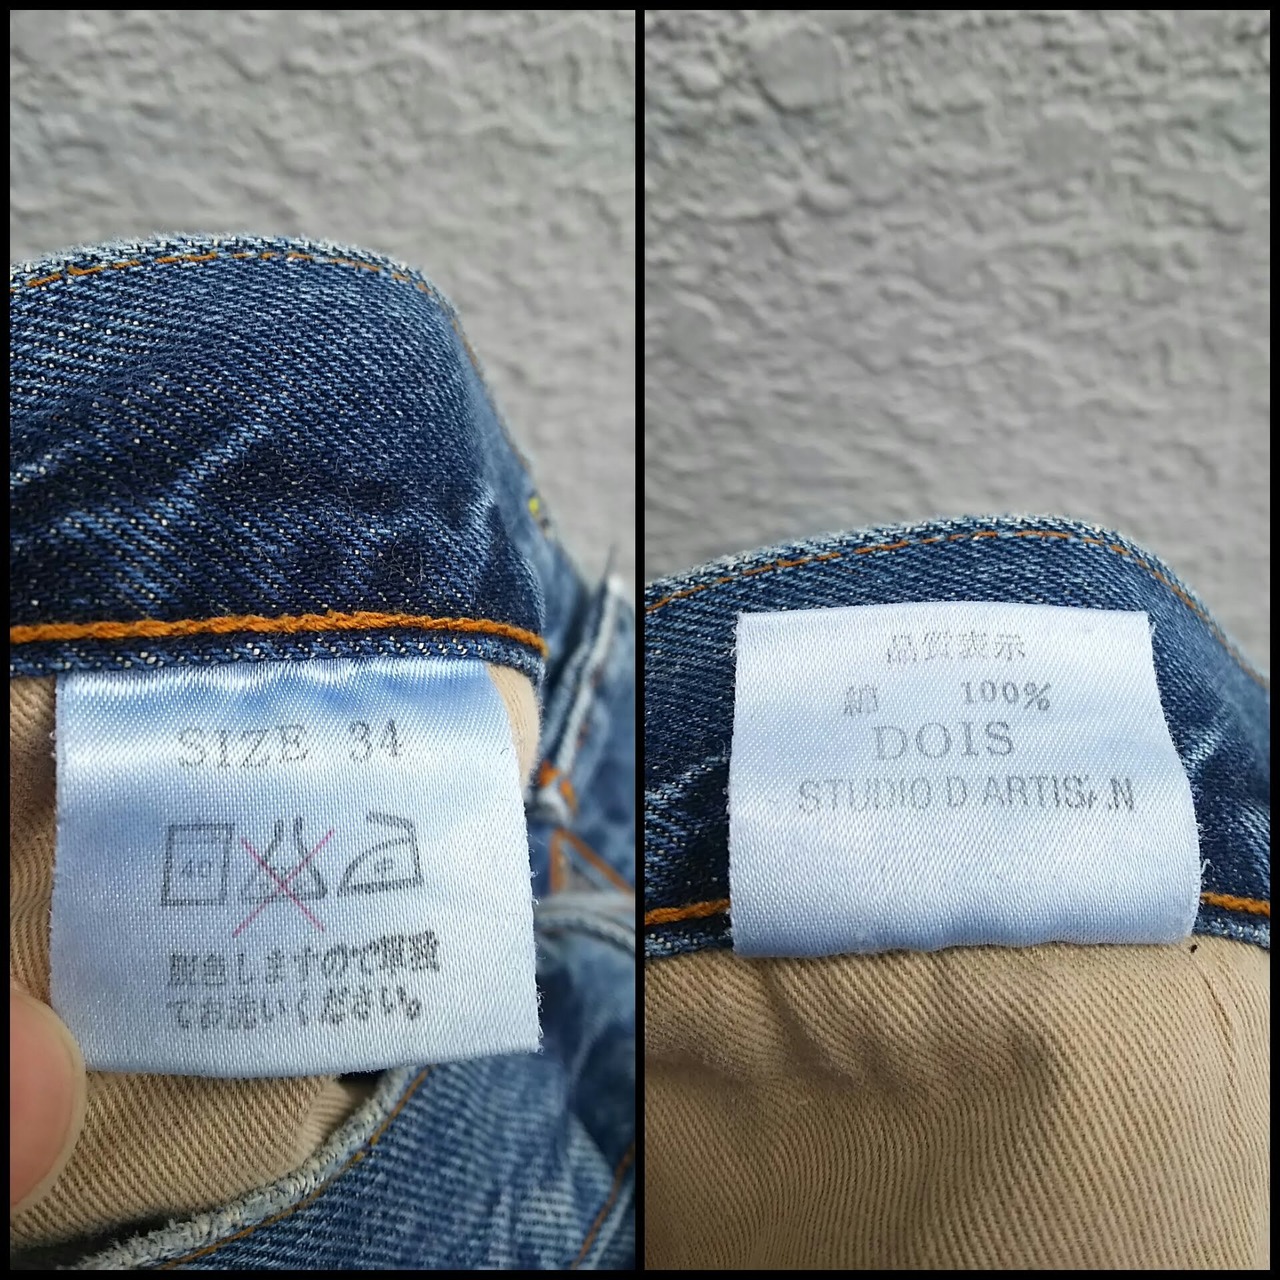 SIZE 34
40
脱色しますので単独
てお洗いください。
品質表示
綿 100%
DOIS
STUDIO D ARTISAN